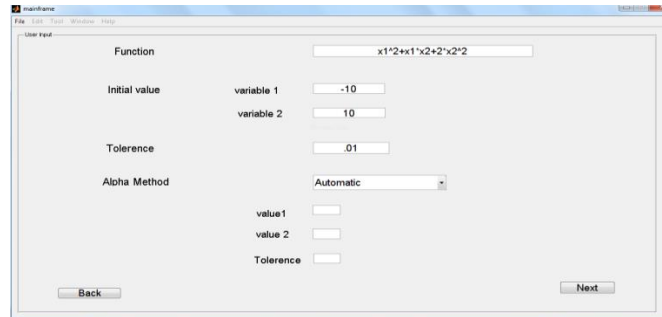 mainframe
File Edit Tool Window Help
User Input
Function x1^2+x1*x2+2*x2^2
Initial value variable 1 -10
variable 2 10
Tolerence .01
Alpha Method Automatic
value1
value 2
Tolerence
Back Next